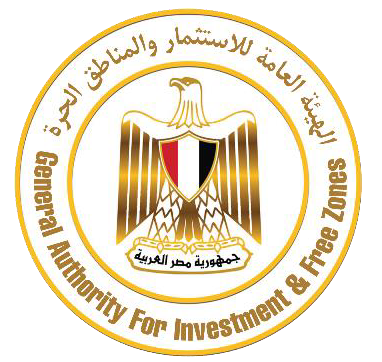 الهيئة العامة للاستثمار والمناطق الحرة
جمهورية مصر العربية
General Authority For Investment & Free Zones